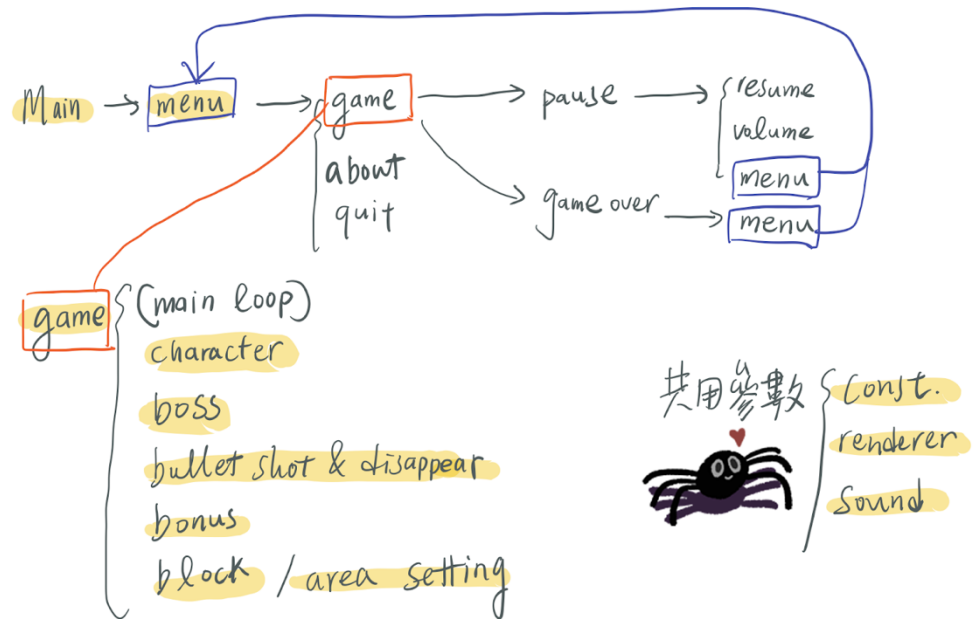 Main → menu → game → pause → resume
about
volume
quit
menu
game over → menu
game
(main loop)
character
boss
bullet shot & disappear
bonus
block / area setting
共用參數
const.
renderer
sound